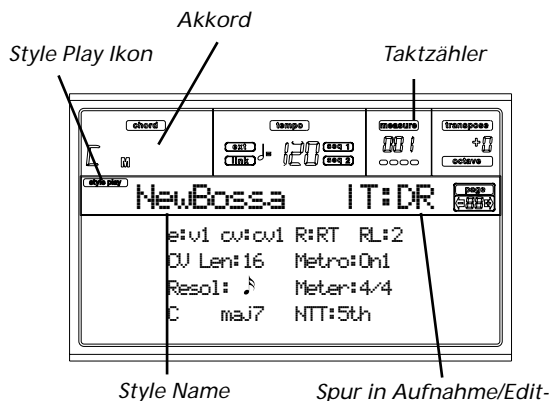 Akkord
Style Play Ikon
Taktzähler
chord tempo measure transpose
ext seq 1 001 +0
C M link ♩= 120 seq 2 octave
style play
NewBossa 1T:DR page
e:v1 cv:cv1 R:RT RL:2
CV Len:16 Metro:On1
Resol: ♪ Meter:4/4
C maj7 NTT:5th
Style Name
Spur in Aufnahme/Edit-